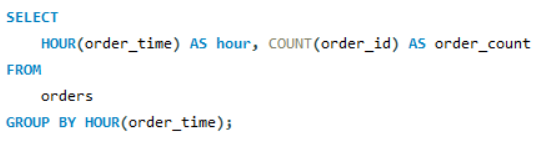 SELECT
HOUR(order_time) AS hour, COUNT(order_id) AS order_count
FROM
orders
GROUP BY HOUR(order_time);